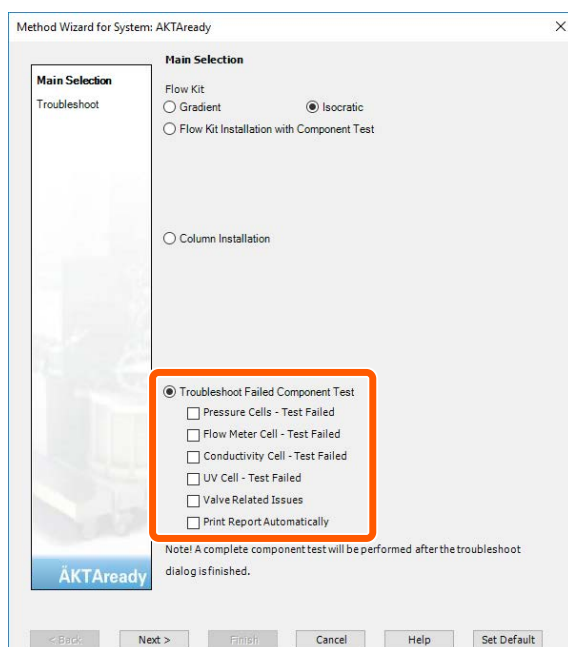 Method Wizard for System: AKTAready
Main Selection
Troubleshoot
ÄKTAready
Main Selection
Flow Kit
Gradient
Isocratic
Flow Kit Installation with Component Test
Column Installation
Troubleshoot Failed Component Test
Pressure Cells - Test Failed
Flow Meter Cell - Test Failed
Conductivity Cell - Test Failed
UV Cell - Test Failed
Valve Related Issues
Print Report Automatically
Note! A complete component test will be performed after the troubleshoot
dialog is finished.
< Back
Next >
Finish
Cancel
Help
Set Default